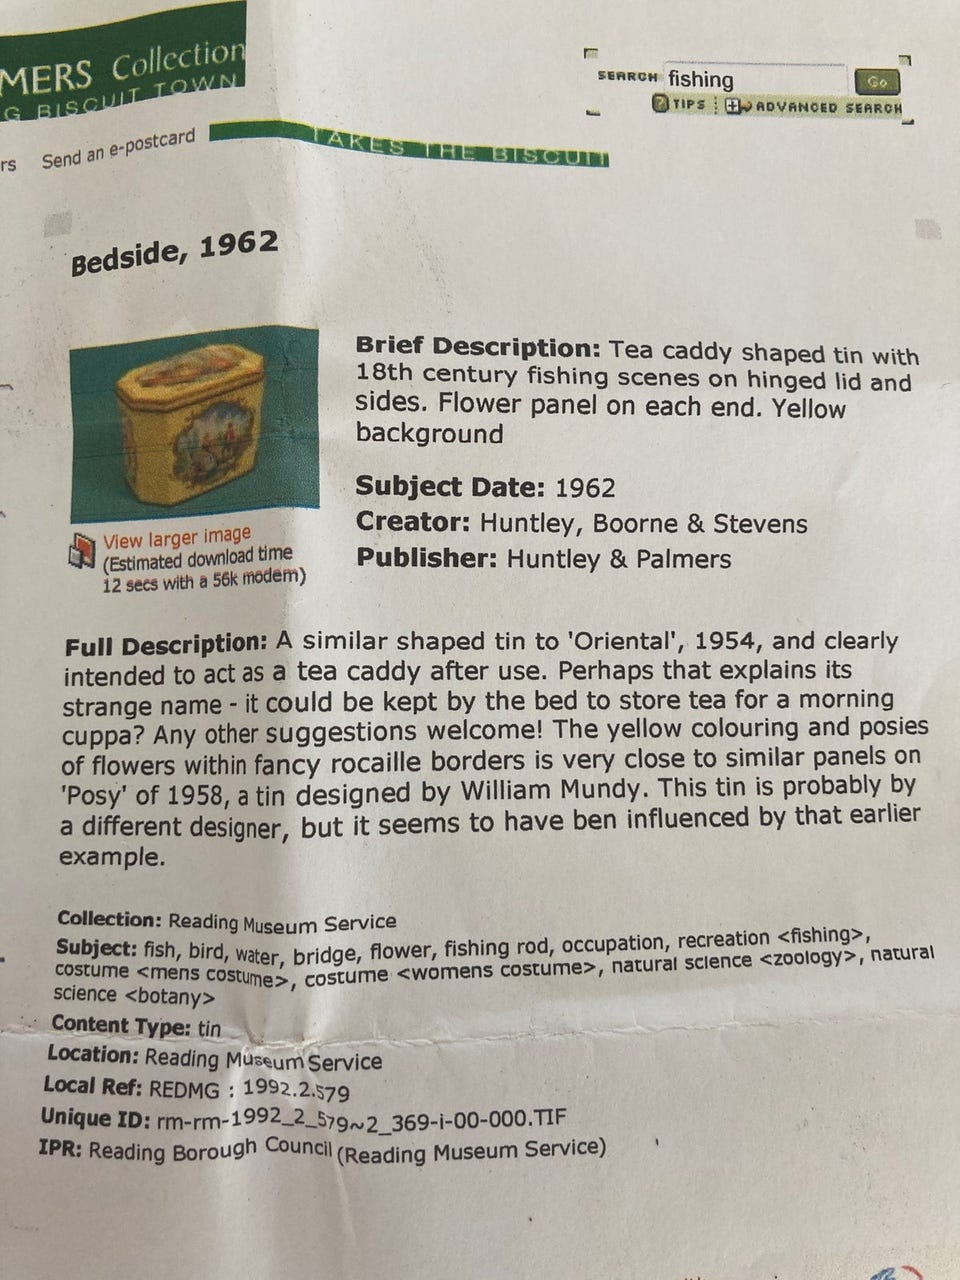 MERS Collection
G BISCUIT TOWN
SEARCH fishing Go
TIPS ADVANCED SEARCH
rs Send an e-postcard
TAKES THE BISCUIT
Bedside, 1962
Brief Description: Tea caddy shaped tin with
18th century fishing scenes on hinged lid and
sides. Flower panel on each end. Yellow
background
Subject Date: 1962
Creator: Huntley, Boorne & Stevens
Publisher: Huntley & Palmers
View larger image
(Estimated download time
12 secs with a 56k modem)
Full Description: A similar shaped tin to 'Oriental', 1954, and clearly
intended to act as a tea caddy after use. Perhaps that explains its
strange name - it could be kept by the bed to store tea for a morning
cuppa? Any other suggestions welcome! The yellow colouring and posies
of flowers within fancy rocaille borders is very close to similar panels on
'Posy' of 1958, a tin designed by William Mundy. This tin is probably by
a different designer, but it seems to have ben influenced by that earlier
example.
Collection: Reading Museum Service
Subject: fish, bird, water, bridge, flower, fishing rod, occupation, recreation <fishing>,
costume <mens costume>, costume <womens costume>, natural science <zoology>, natural
science <botany>
Content Type: tin
Location: Reading Museum Service
Local Ref: REDMG : 1992.2.579
Unique ID: rm-rm-1992_2_579~2_369-i-00-000.TIF
IPR: Reading Borough Council (Reading Museum Service)